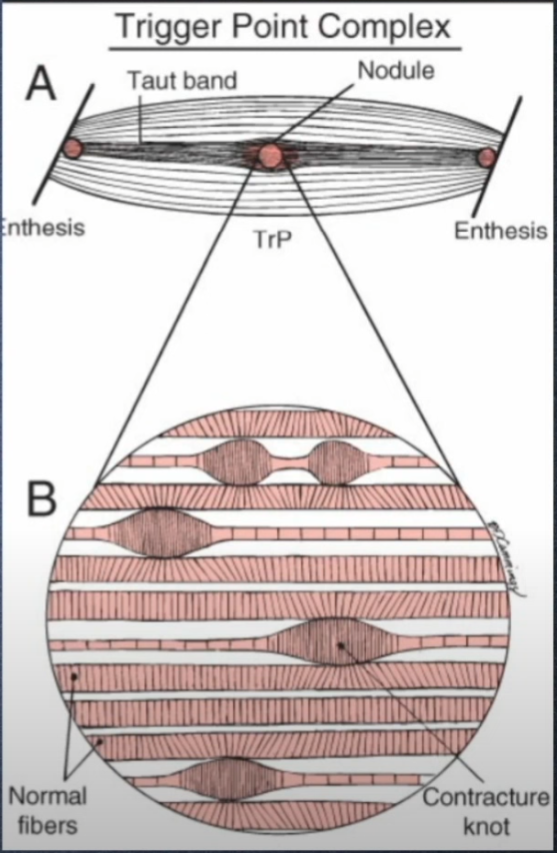 Trigger Point Complex
A
Taut band
Nodule
Enthesis
TrP
Enthesis
B
Normal
fibers
Contracture
knot